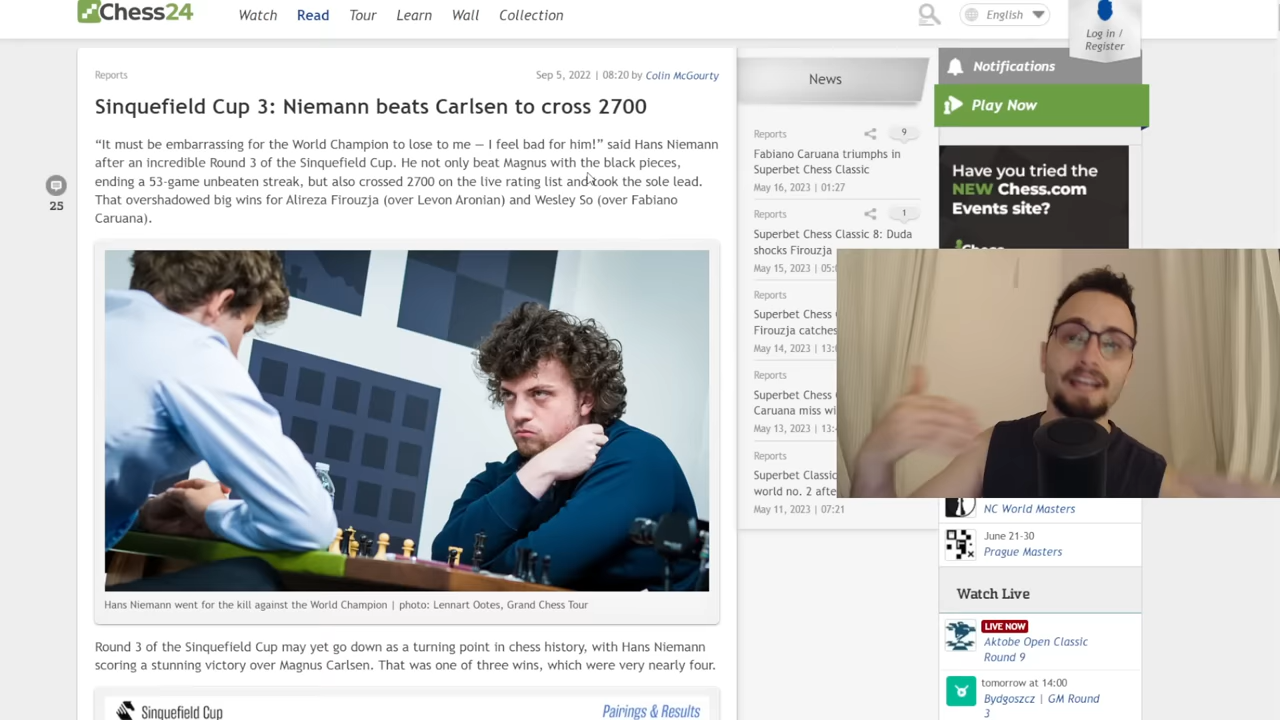 Chess24
Watch
Read
Tour
Learn
Wall
Collection
English
Log in /
Register
Reports
Sep 5, 2022 | 08:20 by Colin McGourty
Sinquefield Cup 3: Niemann beats Carlsen to cross 2700
“It must be embarrassing for the World Champion to lose to me — I feel bad for him!” said Hans Niemann
after an incredible Round 3 of the Sinquefield Cup. He not only beat Magnus with the black pieces,
ending a 53-game unbeaten streak, but also crossed 2700 on the live rating list and took the sole lead.
That overshadowed big wins for Alireza Firouzja (over Levon Aronian) and Wesley So (over Fabiano
Caruana).
25
Hans Niemann went for the kill against the World Champion | photo: Lennart Ootes, Grand Chess Tour
Round 3 of the Sinquefield Cup may yet go down as a turning point in chess history, with Hans Niemann
scoring a stunning victory over Magnus Carlsen. That was one of three wins, which were very nearly four.
Sinquefield Cup
Pairings & Results
News
Reports
9
Fabiano Caruana triumphs in
Superbet Chess Classic
May 16, 2023 | 01:27
Reports
1
Superbet Chess Classic 8: Duda
shocks Firouzja
May 15, 2023 | 05:0
Reports
Superbet Chess
Firouzja catches
May 14, 2023 | 13:
Reports
Superbet Chess
Caruana miss wi
May 13, 2023 | 13:
Reports
Superbet Classic
world no. 2 afte
May 11, 2023 | 07:21
Notifications
Play Now
Have you tried the
NEW Chess.com
Events site?
Chess
NC World Masters
June 21-30
Prague Masters
Watch Live
LIVE NOW
Aktobe Open Classic
Round 9
tomorrow at 14:00
Bydgoszcz | GM Round
3